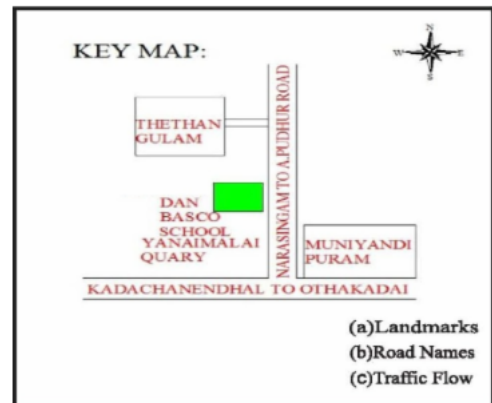 KEY MAP:
N
W E
S
THETHAN
GULAM
NARASINGAM TO A.PUDHUR ROAD
DAN
BASCO
SCHOOL
YANAIMALAI
QUARY
MUNIYANDI
PURAM
KADACHANENDHAL TO OTHAKADAI
(a)Landmarks
(b)Road Names
(c)Traffic Flow